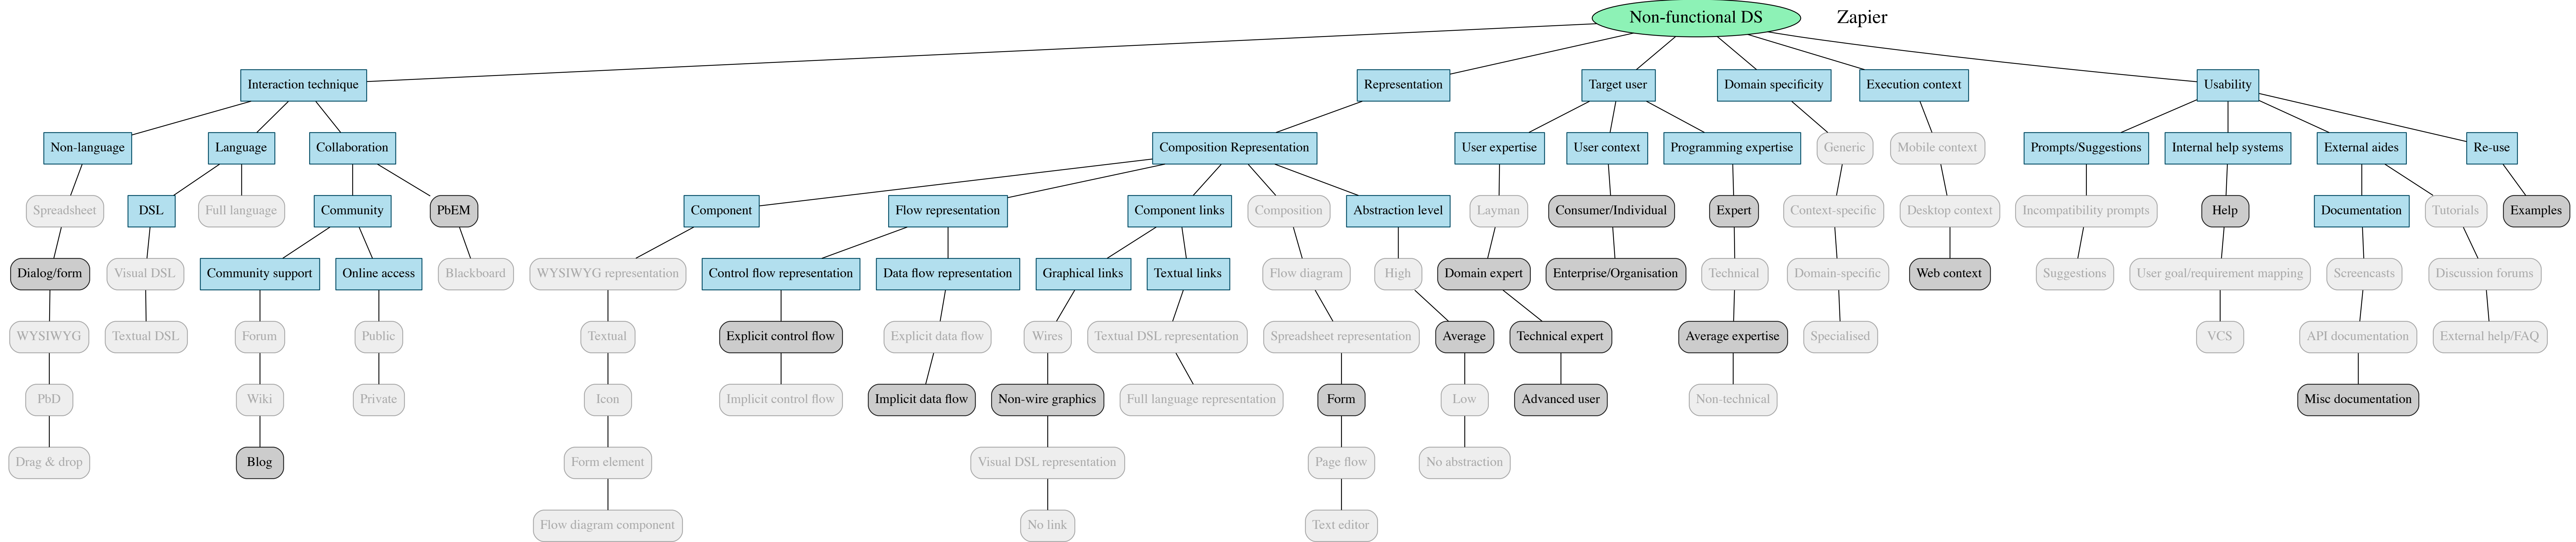 Non-functional DS
Zapier
Interaction technique
Representation
Target user
Domain specificity
Execution context
Usability
Non-language
Language
Collaboration
Composition Representation
User expertise
User context
Programming expertise
Generic
Mobile context
Prompts/Suggestions
Internal help systems
External aides
Re-use
Spreadsheet
DSL
Full language
Community
PbEM
Component
Flow representation
Component links
Composition
Abstraction level
Layman
Consumer/Individual
Expert
Context-specific
Desktop context
Incompatibility prompts
Help
Documentation
Tutorials
Examples
Dialog/form
Visual DSL
Community support
Online access
Blackboard
WYSIWYG representation
Control flow representation
Data flow representation
Graphical links
Textual links
Flow diagram
High
Domain expert
Enterprise/Organisation
Technical
Domain-specific
Web context
Suggestions
User goal/requirement mapping
Screencasts
Discussion forums
WYSIWYG
Textual DSL
Forum
Public
Textual
Explicit control flow
Explicit data flow
Wires
Textual DSL representation
Spreadsheet representation
Average
Technical expert
Average expertise
Specialised
VCS
API documentation
External help/FAQ
PbD
Wiki
Private
Icon
Implicit control flow
Implicit data flow
Non-wire graphics
Full language representation
Form
Low
Advanced user
Non-technical
Misc documentation
Drag & drop
Blog
Form element
Visual DSL representation
Page flow
No abstraction
Flow diagram component
No link
Text editor